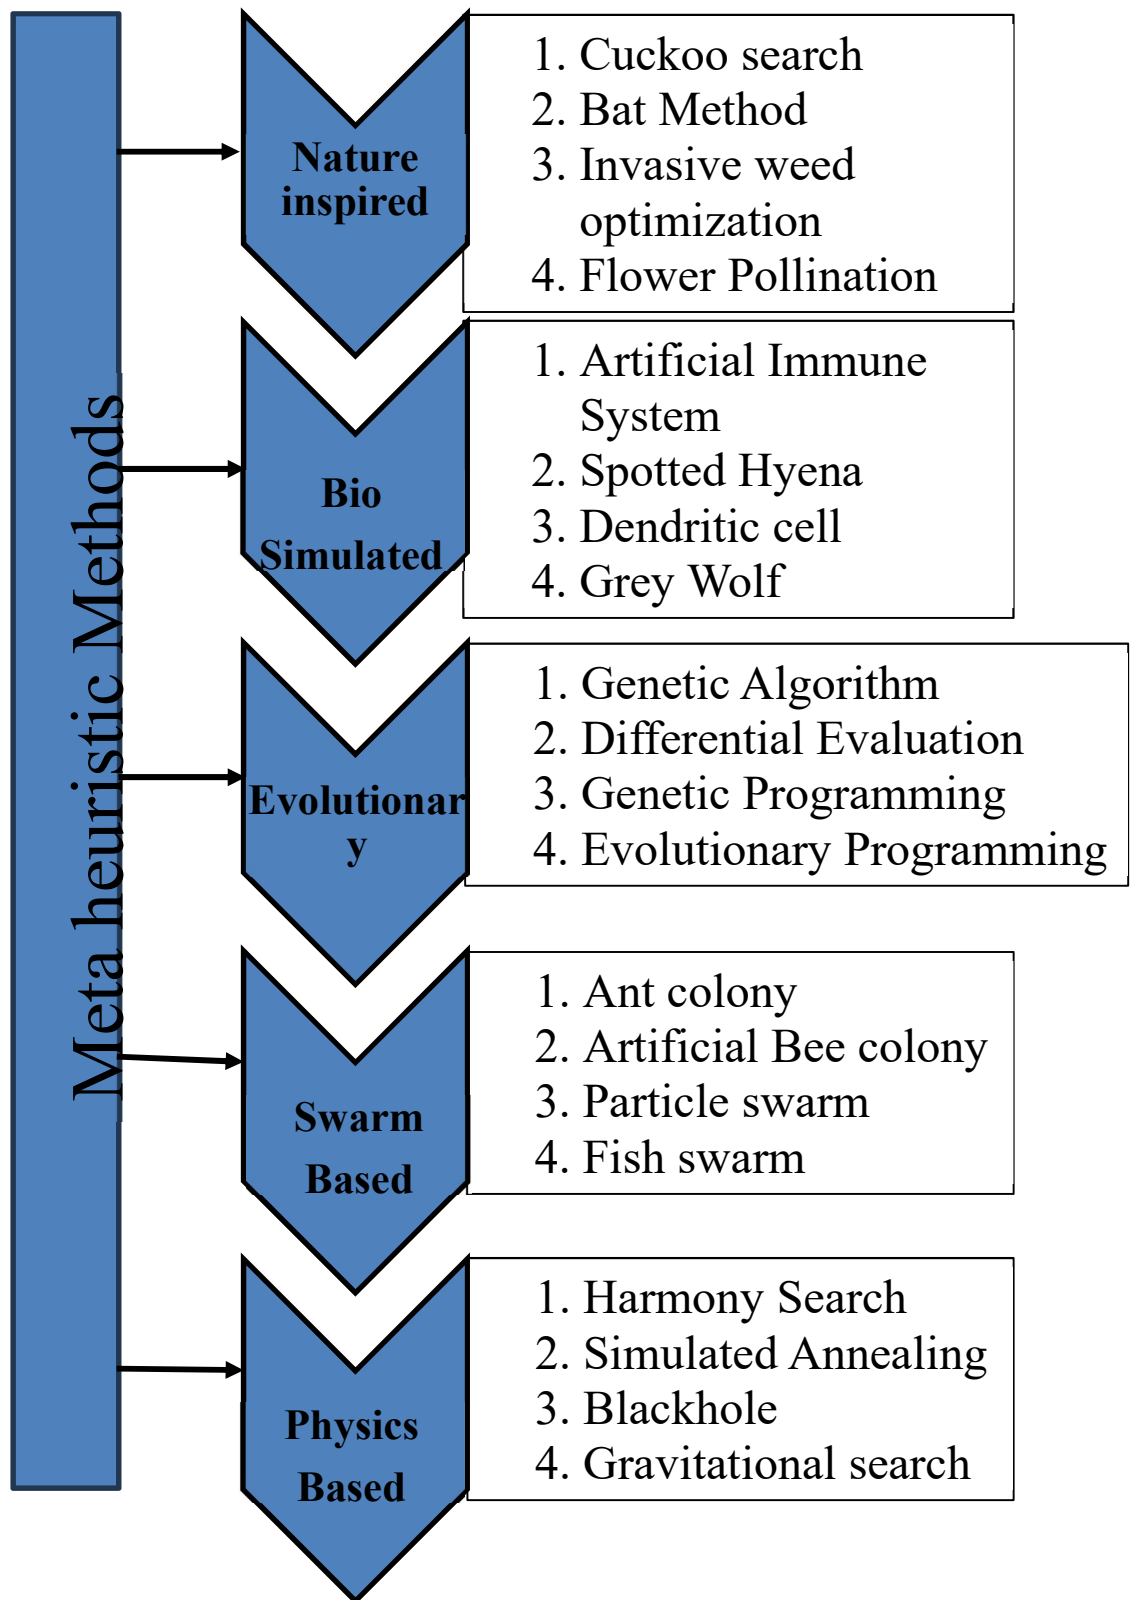 Meta heuristic Methods
Nature
inspired
1. Cuckoo search
2. Bat Method
3. Invasive weed
optimization
4. Flower Pollination
Bio
Simulated
1. Artificial Immune
System
2. Spotted Hyena
3. Dendritic cell
4. Grey Wolf
Evolutionar
y
1. Genetic Algorithm
2. Differential Evaluation
3. Genetic Programming
4. Evolutionary Programming
Swarm
Based
1. Ant colony
2. Artificial Bee colony
3. Particle swarm
4. Fish swarm
Physics
Based
1. Harmony Search
2. Simulated Annealing
3. Blackhole
4. Gravitational search